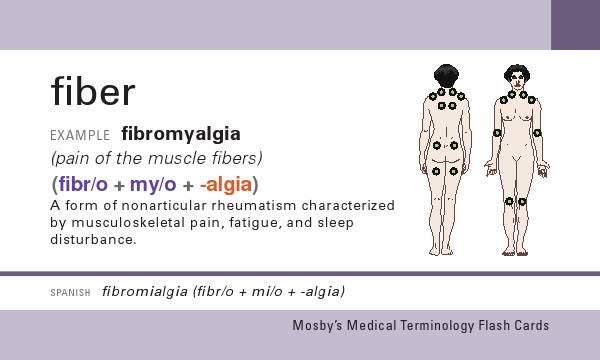 fiber
EXAMPLE fibromyalgia
(pain of the muscle fibers)
(fibr/o + my/o + -algia)
A form of nonarticular rheumatism characterized
by musculoskeletal pain, fatigue, and sleep
disturbance.
SPANISH fibromialgia (fibr/o + mi/o + -algia)
Mosby's Medical Terminology Flash Cards